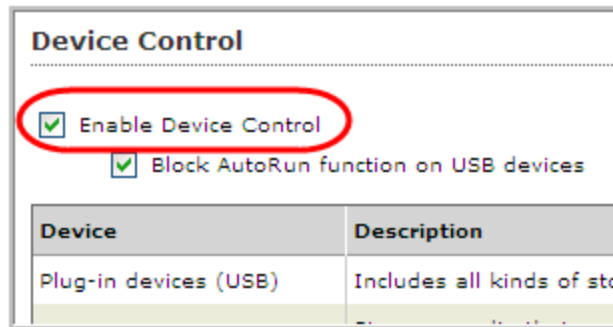 Device Control
Enable Device Control
Block AutoRun function on USB devices
Device Description
Plug-in devices (USB) Includes all kinds of